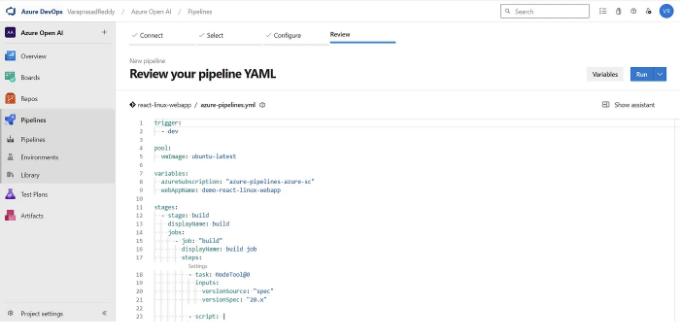 Azure DevOps VaraprasadReddy / Azure Open AI / Pipelines Search VR
AA Azure Open AI +
Connect Select Configure Review
Overview
Boards
Repos
Pipelines
Pipelines
Environments
Library
Test Plans
Artifacts
Project settings
New pipeline
Review your pipeline YAML
Variables Run
react-linux-webapp / azure-pipelines.yml Show assistant
1 trigger:
2 - dev
3
4 pool:
5 vmImage: ubuntu-latest
6
7 variables:
8 azureSubscription: "azure-pipelines-azure-sc"
9 webAppName: demo-react-linux-webapp
10
11 stages:
12 - stage: build
13 displayName: build
14 jobs:
15 - job: "build"
16 displayName: build job
17 steps:
Settings
18 - task: NodeTool@0
19 inputs:
20 versionSource: "spec"
21 versionSpec: "20.x"
22
23 - script: |